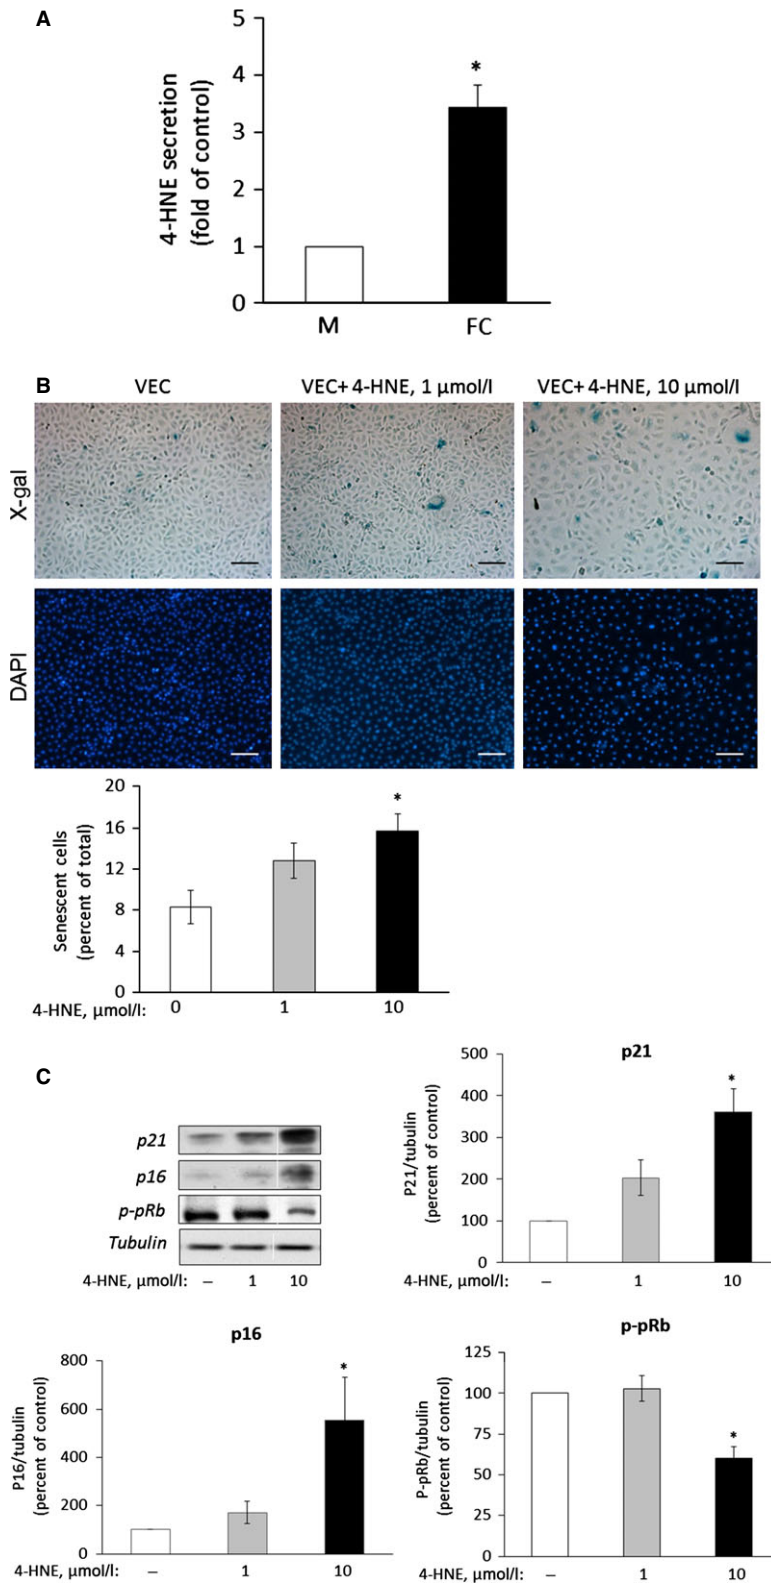 A
5
4
3
2
1
0
4-HNE secretion
(fold of control)
*
M FC
B
VEC VEC+ 4-HNE, 1 µmol/l VEC+ 4-HNE, 10 µmol/l
X-gal
DAPI
20
16
12
8
4
0
Senescent cells
(percent of total)
*
4-HNE, µmol/l: 0 1 10
C
p21
p16
p-pRb
Tubulin
4-HNE, µmol/l: – 1 10
p21
500
400
300
200
100
0
P21/tubulin
(percent of control)
*
4-HNE, µmol/l: – 1 10
p16
800
600
400
200
0
P16/tubulin
(percent of control)
*
4-HNE, µmol/l: – 1 10
p-pRb
125
100
75
50
25
0
P-pRb/tubulin
(percent of control)
*
4-HNE, µmol/l: – 1 10